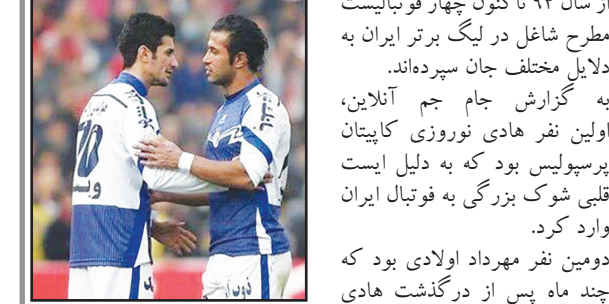 از سال ۹۴ تا کنون چهار فوتبالیست
مطرح شاغل در لیگ برتر ایران به
دلایل مختلف جان سپرده‌اند.
به گزارش جام جم آنلاین،
اولین نفر هادی نوروزی کاپیتان
پرسپولیس بود که به دلیل ایست
قلبی شوک بزرگی به فوتبال ایران
وارد کرد.
دومین نفر مهرداد اولادی بود که
چند ماه پس از درگذشت هادی